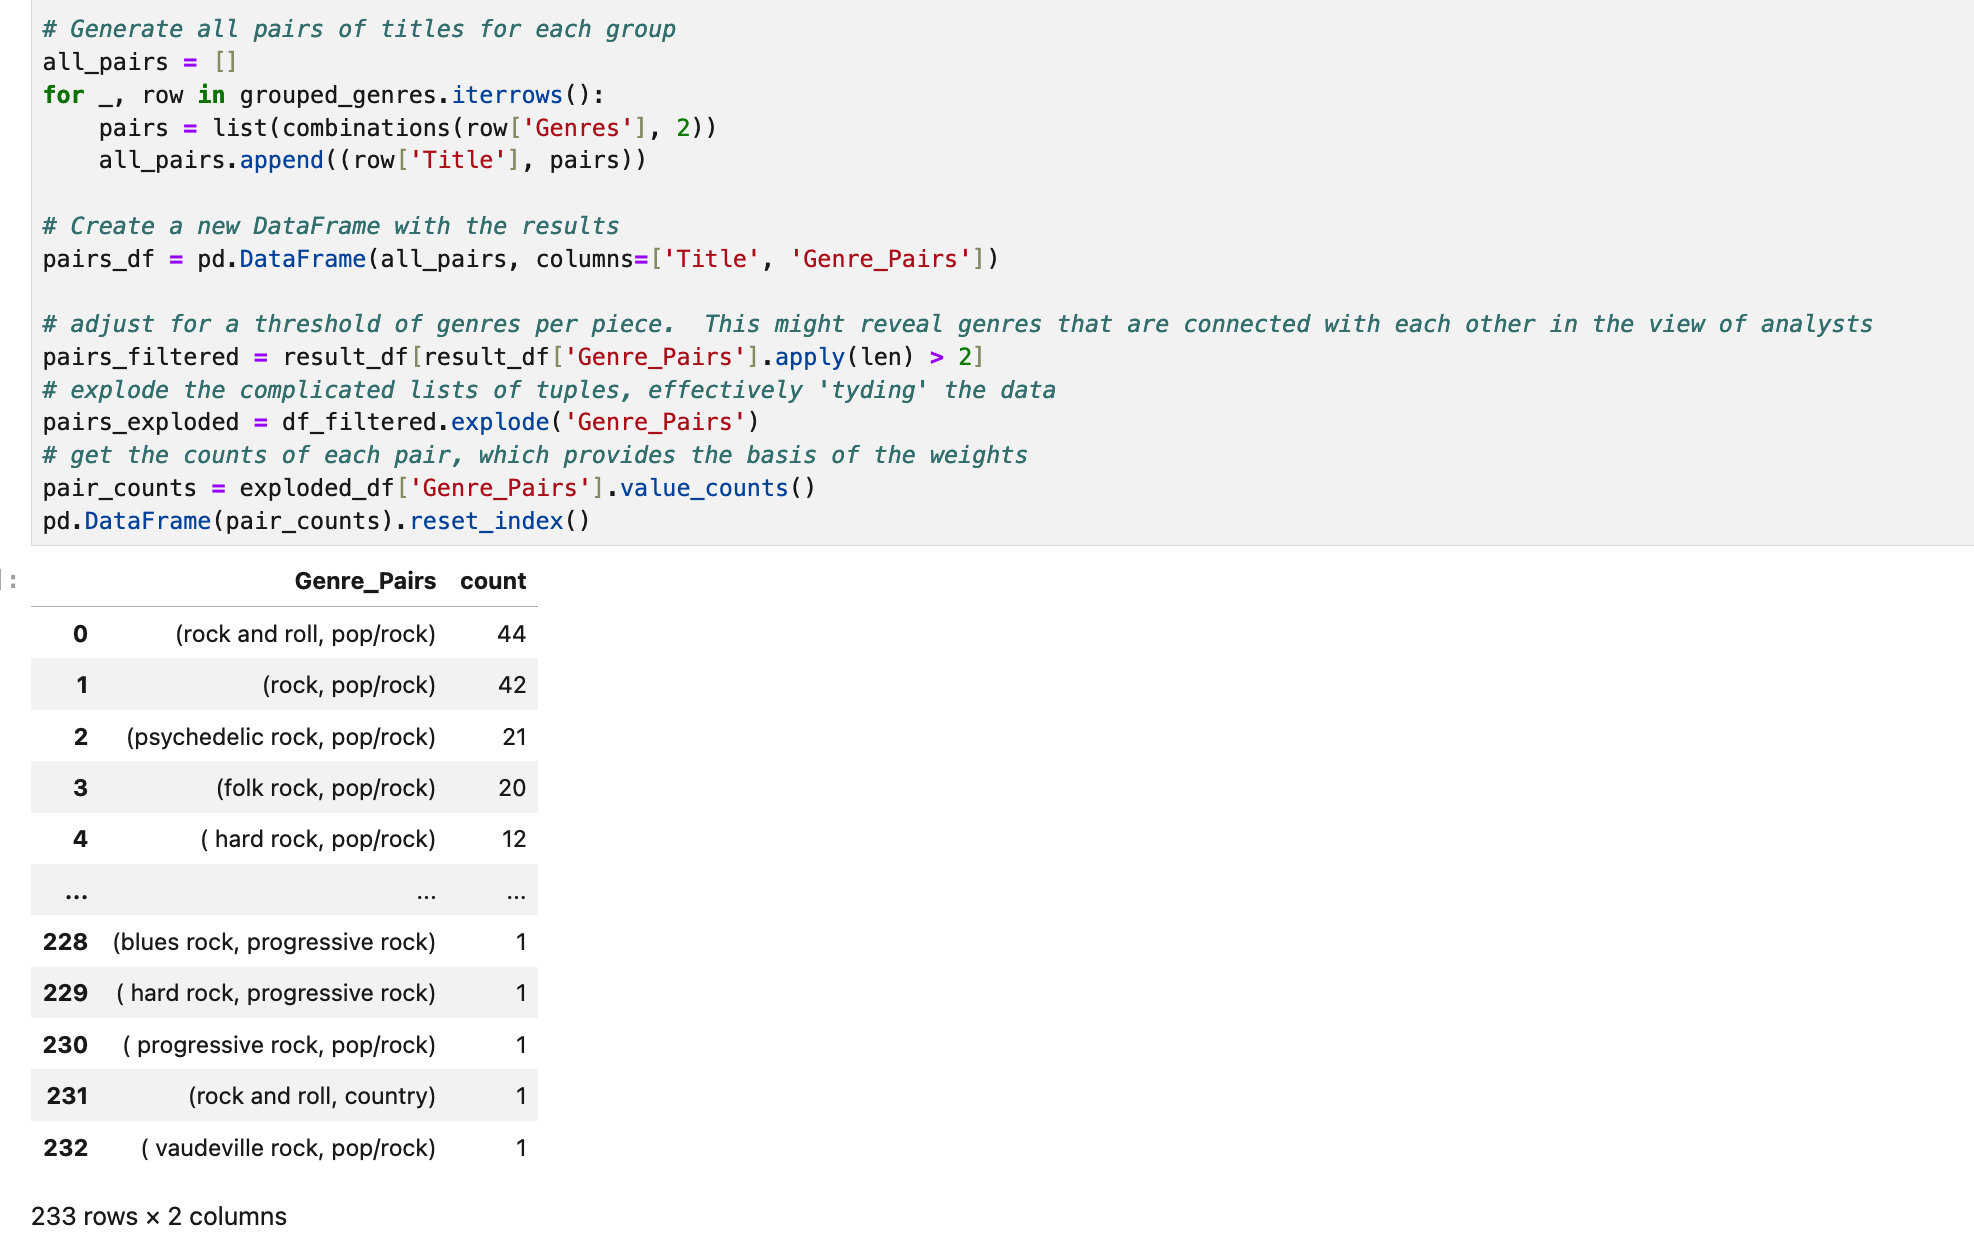 # Generate all pairs of titles for each group
all_pairs = []
for _, row in grouped_genres.iterrows():
    pairs = list(combinations(row['Genres'], 2))
    all_pairs.append((row['Title'], pairs))

# Create a new DataFrame with the results
pairs_df = pd.DataFrame(all_pairs, columns=['Title', 'Genre_Pairs'])

# adjust for a threshold of genres per piece.  This might reveal genres that are connected with each other in the view of analysts
pairs_filtered = result_df[result_df['Genre_Pairs'].apply(len) > 2]
# explode the complicated lists of tuples, effectively 'tyding' the data
pairs_exploded = df_filtered.explode('Genre_Pairs')
# get the counts of each pair, which provides the basis of the weights
pair_counts = exploded_df['Genre_Pairs'].value_counts()
pd.DataFrame(pair_counts).reset_index()
]:
Genre_Pairs count
0 (rock and roll, pop/rock) 44
1 (rock, pop/rock) 42
2 (psychedelic rock, pop/rock) 21
3 (folk rock, pop/rock) 20
4 ( hard rock, pop/rock) 12
... ... ...
228 (blues rock, progressive rock) 1
229 ( hard rock, progressive rock) 1
230 ( progressive rock, pop/rock) 1
231 (rock and roll, country) 1
232 ( vaudeville rock, pop/rock) 1
233 rows × 2 columns